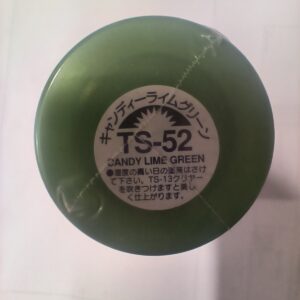 キャンディーライムグリーン
TS-52
CANDY LIME GREEN
●湿度の高い日の塗装はさけ
て下さい。TS-13クリヤー
を吹きつけますと美し
く仕上がります。